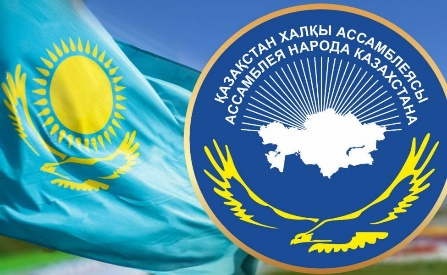 ҚАЗАҚСТАН ХАЛҚЫ АССАМБЛЕЯСЫ
АССАМБЛЕЯ НАРОДА КАЗАХСТАНА